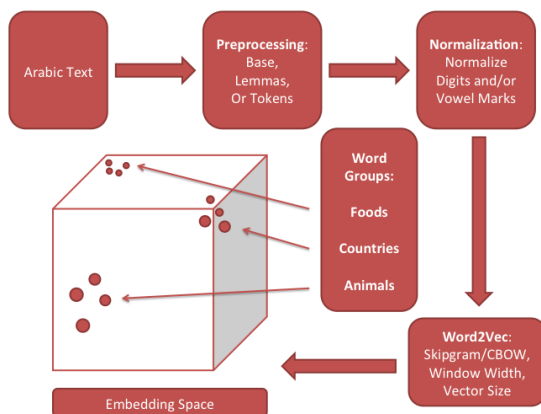 Arabic Text
Preprocessing:
Base,
Lemmas,
Or Tokens
Normalization:
Normalize
Digits and/or
Vowel Marks
Word
Groups:
Foods
Countries
Animals
Word2Vec:
Skipgram/CBOW,
Window Width,
Vector Size
Embedding Space